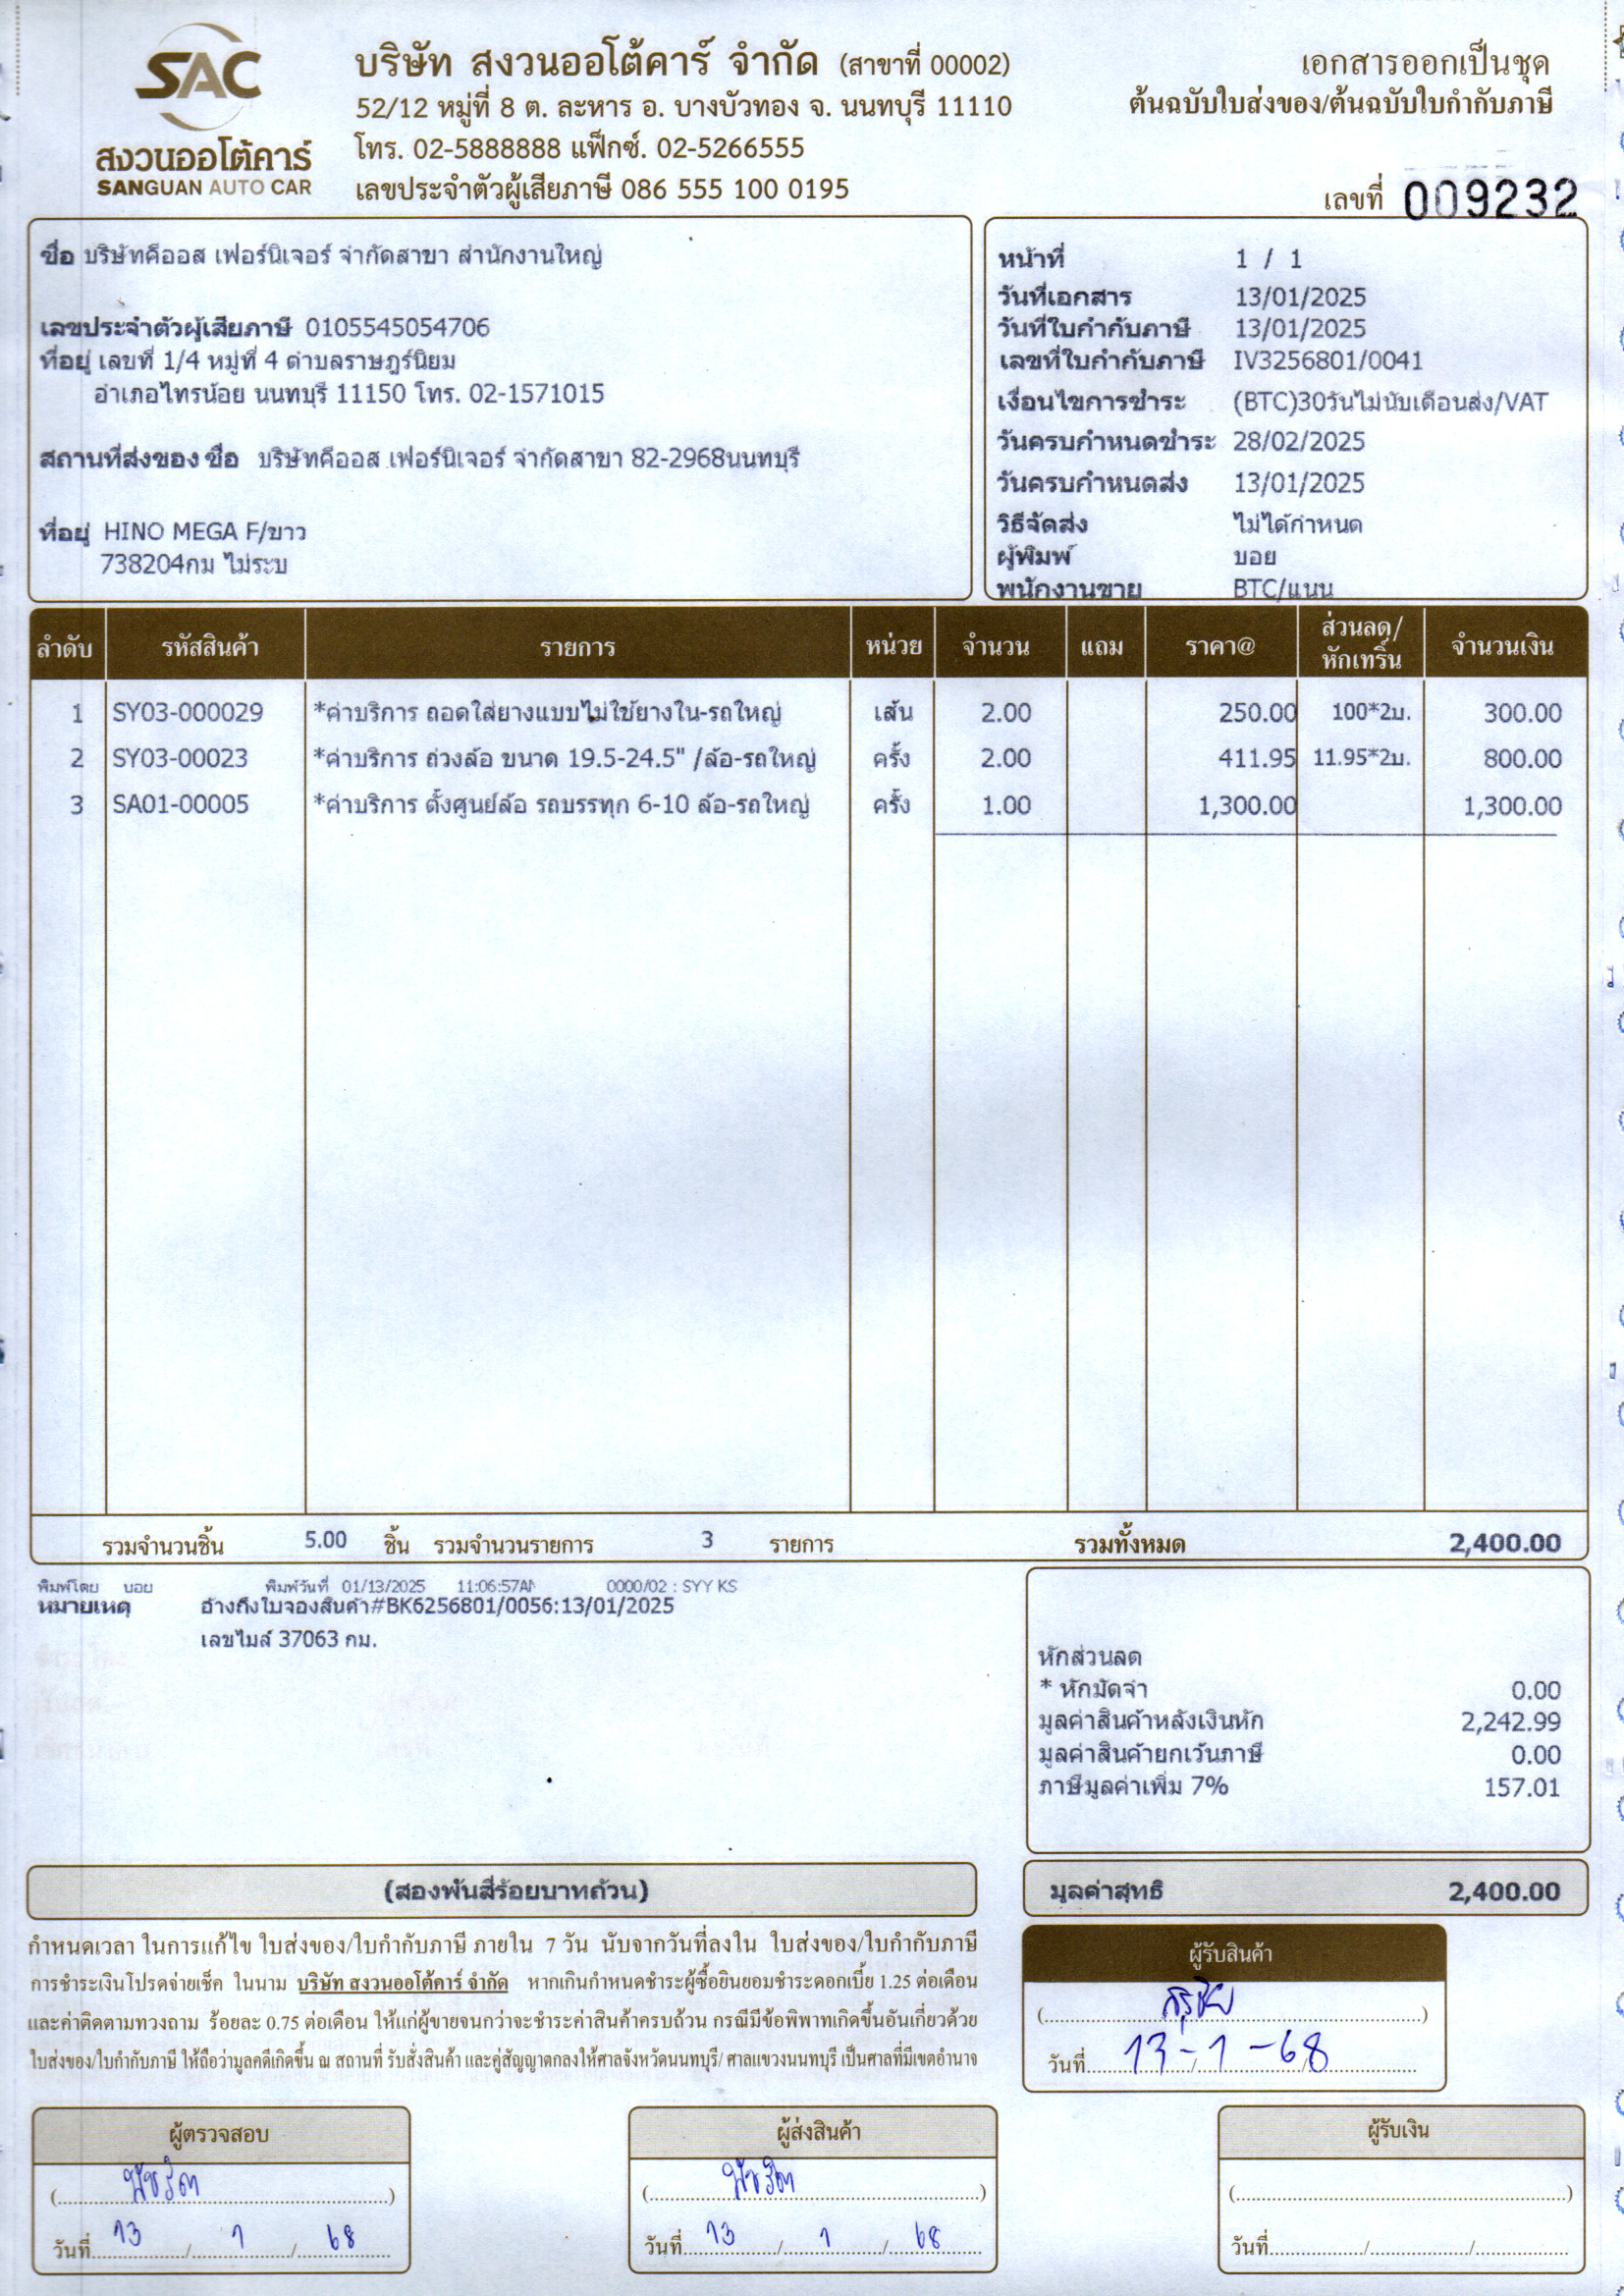 SAC
สงวนออโต้คาร์
SANGUAN AUTO CAR
บริษัท สงวนออโต้คาร์ จำกัด (สาขาที่ 00002)
52/12 หมู่ที่ 8 ต. ละหาร อ. บางบัวทอง จ. นนทบุรี 11110
โทร. 02-5888888 แฟ็กซ์. 02-5266555
เลขประจำตัวผู้เสียภาษี 086 555 100 0195
เอกสารออกเป็นชุด
ต้นฉบับใบส่งของ/ต้นฉบับใบกำกับภาษี
เลขที่ 009232
ชื่อ บริษัทคีออส เฟอร์นิเจอร์ จำกัดสาขา สำนักงานใหญ่
เลขประจำตัวผู้เสียภาษี 0105545054706
ที่อยู่ เลขที่ 1/4 หมู่ที่ 4 ตำบลราษฎร์นิยม
อำเภอไทรน้อย นนทบุรี 11150 โทร. 02-1571015
สถานที่ส่งของ ชื่อ บริษัทคีออส เฟอร์นิเจอร์ จำกัดสาขา 82-2968นนทบุรี
ที่อยู่ HINO MEGA F/ขาว
738204กม ไม่ระบ
หน้าที่ 1 / 1
วันที่เอกสาร 13/01/2025
วันที่ใบกำกับภาษี 13/01/2025
เลขที่ใบกำกับภาษี IV3256801/0041
เงื่อนไขการชำระ (BTC)30วันไม่นับเดือนส่ง/VAT
วันครบกำหนดชำระ 28/02/2025
วันครบกำหนดส่ง 13/01/2025
วิธีจัดส่ง ไม่ได้กำหนด
ผู้พิมพ์ บอย
พนักงานขาย BTC/แนน
ลำดับ รหัสสินค้า รายการ หน่วย จำนวน แถม ราคา@ ส่วนลด/หักเทริ์น จำนวนเงิน
1 SY03-000029 *ค่าบริการ ถอดใส่ยางแบบไม่ใช้ยางใน-รถใหญ่ เส้น 2.00 250.00 100*2บ. 300.00
2 SY03-00023 *ค่าบริการ ถ่วงล้อ ขนาด 19.5-24.5" /ล้อ-รถใหญ่ ครั้ง 2.00 411.95 11.95*2บ. 800.00
3 SA01-00005 *ค่าบริการ ตั้งศูนย์ล้อ รถบรรทุก 6-10 ล้อ-รถใหญ่ ครั้ง 1.00 1,300.00 1,300.00
รวมจำนวนชิ้น 5.00 ชิ้น รวมจำนวนรายการ 3 รายการ รวมทั้งหมด 2,400.00
พิมพ์โดย บอย พิมพ์วันที่ 01/13/2025 11:06:57AM 0000/02 : SYY KS
หมายเหตุ อ้างถึงใบจองสินค้า#BK6256801/0056:13/01/2025
เลขไมล์ 37063 กม.
หักส่วนลด
* หักมัดจำ 0.00
มูลค่าสินค้าหลังเงินหัก 2,242.99
มูลค่าสินค้ายกเว้นภาษี 0.00
ภาษีมูลค่าเพิ่ม 7% 157.01
(สองพันสี่ร้อยบาทถ้วน)
มูลค่าสุทธิ 2,400.00
กำหนดเวลา ในการแก้ไข ใบส่งของ/ใบกำกับภาษี ภายใน 7 วัน นับจากวันที่ลงใน ใบส่งของ/ใบกำกับภาษี
การชำระเงินโปรดจ่ายเช็ค ในนาม บริษัท สงวนออโต้คาร์ จำกัด หากเกินกำหนดชำระผู้ซื้อยินยอมชำระดอกเบี้ย 1.25 ต่อเดือน
และค่าติดตามทวงถาม ร้อยละ 0.75 ต่อเดือน ให้แก่ผู้ขายจนกว่าจะชำระค่าสินค้าครบถ้วน กรณีมีข้อพิพาทเกิดขึ้นอันเกี่ยวด้วย
ใบส่งของ/ใบกำกับภาษี ให้ถือว่ามูลคดีเกิดขึ้น ณ สถานที่ รับสั่งสินค้า และคู่สัญญาตกลงให้ศาลจังหวัดนนทบุรี/ ศาลแขวงนนทบุรี เป็นศาลที่มีเขตอำนาจ
ผู้รับสินค้า
วันที่ 13-1-68
ผู้ตรวจสอบ
วันที่ 13 / 1 / 68
ผู้ส่งสินค้า
วันที่ 13 / 1 / 68
ผู้รับเงิน
วันที่ / /